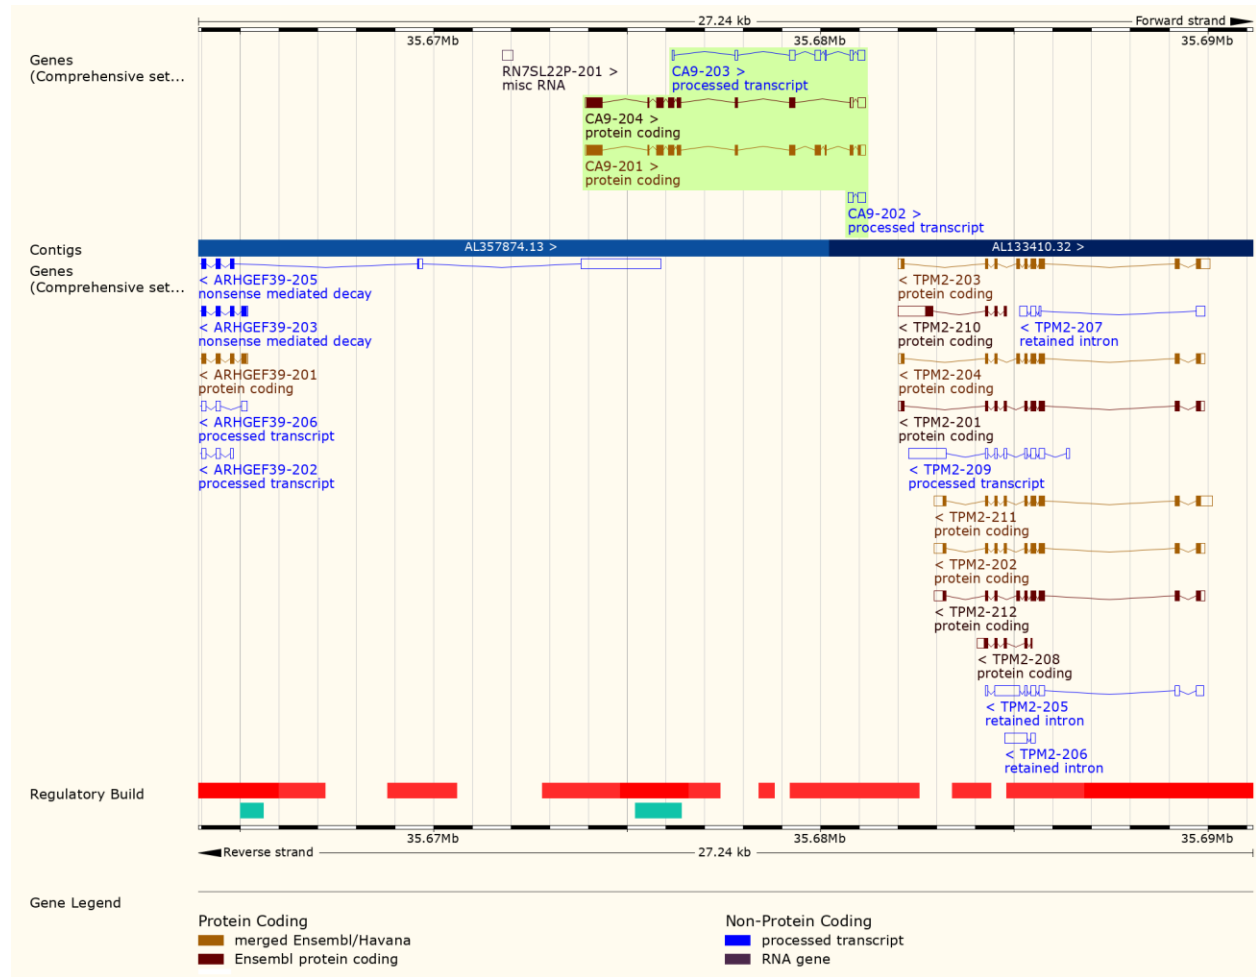 27.24 kb
Forward strand
35.67Mb
35.68Mb
35.69Mb
Genes
(Comprehensive set...
RN7SL22P-201 >
misc RNA
CA9-203 >
processed transcript
CA9-204 >
protein coding
CA9-201 >
protein coding
CA9-202 >
processed transcript
Contigs
AL357874.13 >
AL133410.32 >
Genes
(Comprehensive set...
< ARHGEF39-205
nonsense mediated decay
< TPM2-203
protein coding
< ARHGEF39-203
nonsense mediated decay
< TPM2-210
protein coding
< TPM2-207
retained intron
< ARHGEF39-201
protein coding
< TPM2-204
protein coding
< ARHGEF39-206
processed transcript
< TPM2-201
protein coding
< ARHGEF39-202
processed transcript
< TPM2-209
processed transcript
< TPM2-211
protein coding
< TPM2-202
protein coding
< TPM2-212
protein coding
< TPM2-208
protein coding
< TPM2-205
retained intron
< TPM2-206
retained intron
Regulatory Build
35.67Mb
35.68Mb
35.69Mb
Reverse strand
27.24 kb
Gene Legend
Protein Coding
merged Ensembl/Havana
Ensembl protein coding
Non-Protein Coding
processed transcript
RNA gene